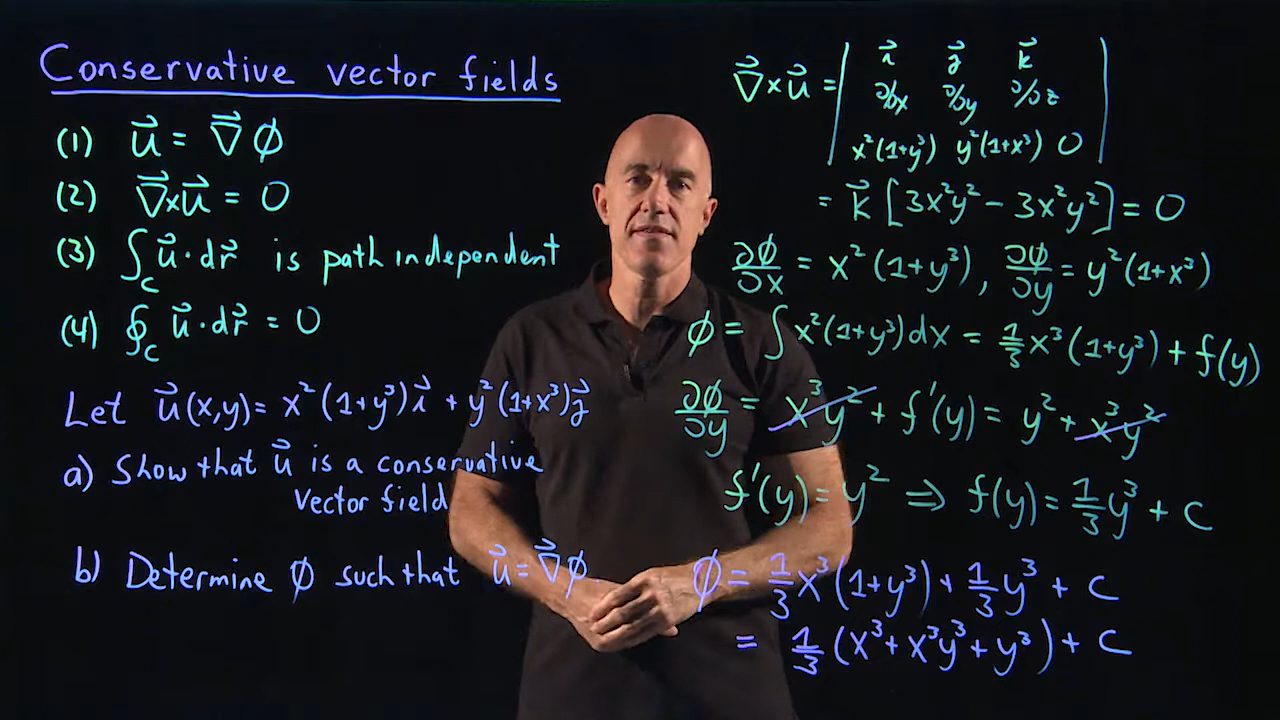 Conservative vector fields
(1) u⃗ = ∇⃗ϕ
(2) ∇⃗×u⃗ = 0
(3) ∫_C u⃗·dr⃗ is path independent
(4) ∮_C u⃗·dr⃗ = 0
Let u⃗(x,y) = x²(1+y³)i⃗ + y²(1+x³)j⃗
a) Show that u⃗ is a conservative
vector field
b) Determine ϕ such that u⃗ = ∇⃗ϕ.
∇⃗×u⃗ = | i⃗ j⃗ k⃗ |
∂/∂x ∂/∂y ∂/∂z
x²(1+y³) y²(1+x³) 0
= k⃗ [3x²y² − 3x²y²] = 0
∂ϕ/∂x = x²(1+y³), ∂ϕ/∂y = y²(1+x³)
ϕ = ∫x²(1+y³)dx = 1/3 x³(1+y³) + f(y)
∂ϕ/∂y = x³y² + f'(y) = y² + x³y²
f'(y) = y² ⇒ f(y) = 1/3 y³ + c
ϕ = 1/3 x³(1+y³) + 1/3 y³ + c
= 1/3 (x³ + x³y³ + y³) + c